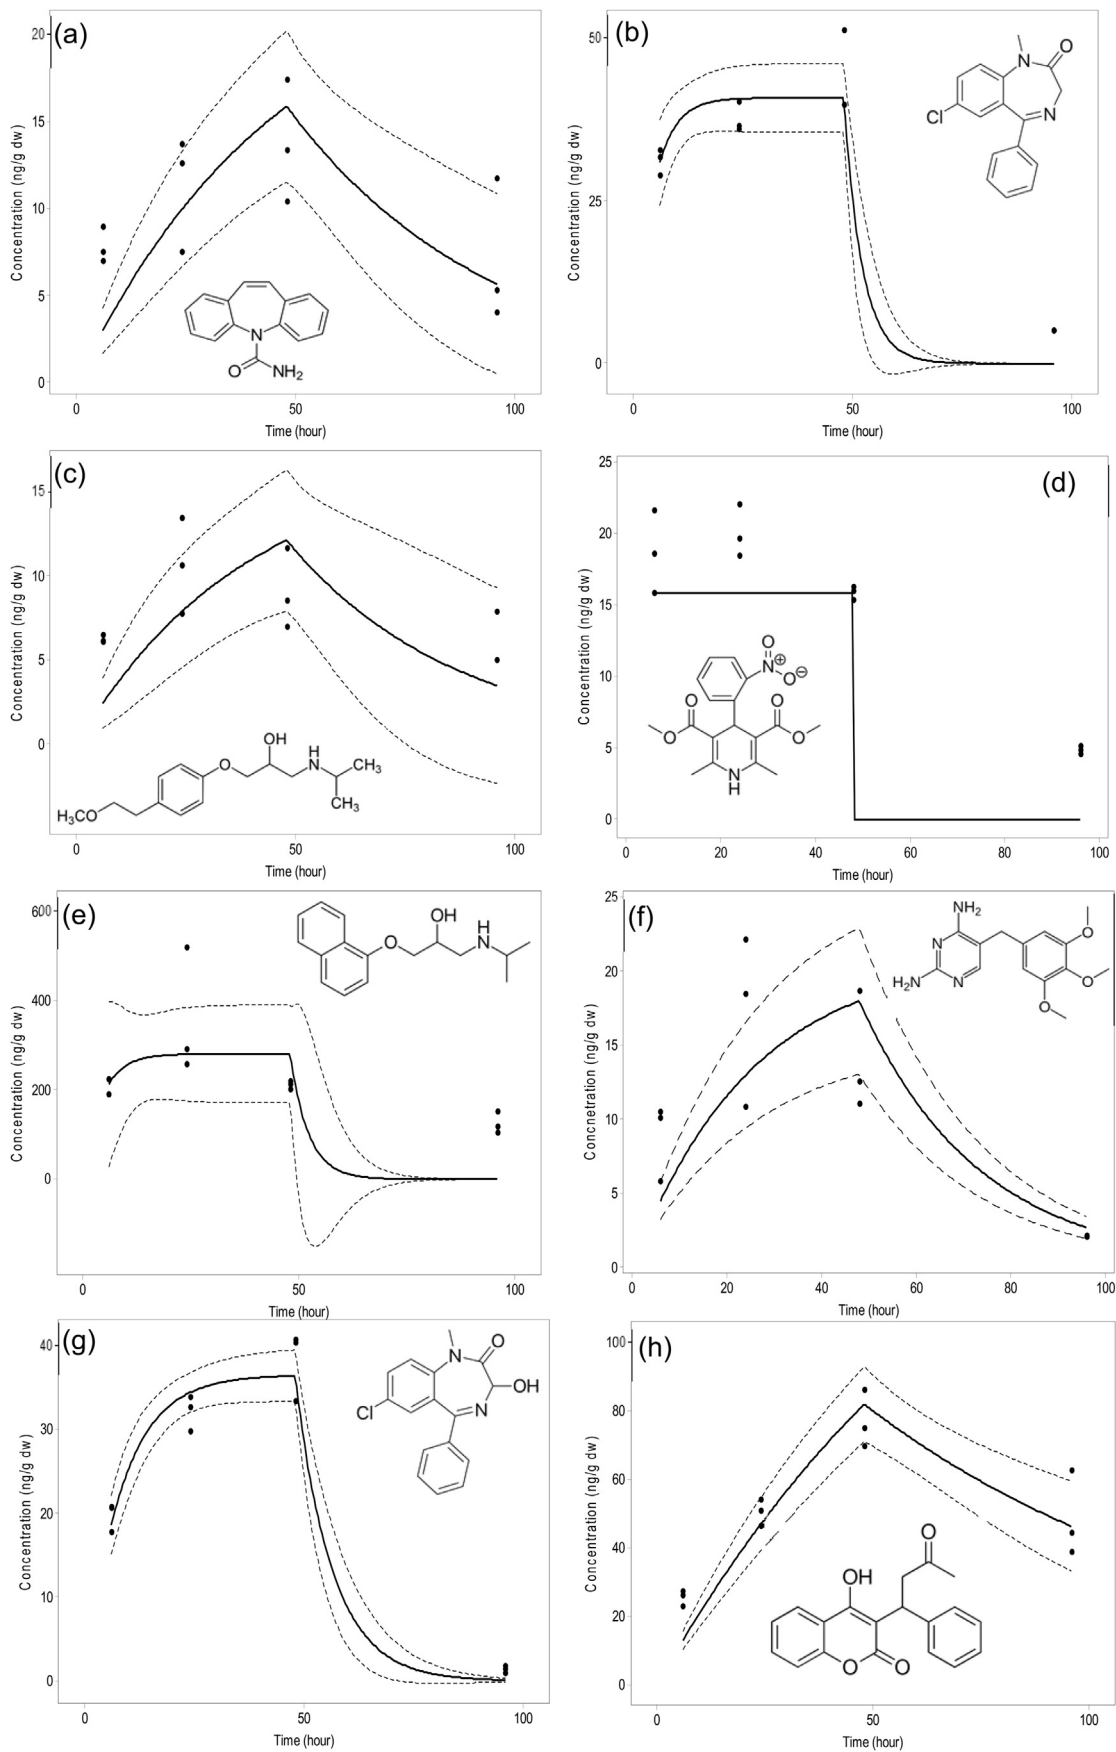 (a)
Concentration (ng/g dw)
20
15
10
5
0
N
O
NH2
0 50 100
Time (hour)
(b)
Concentration (ng/g dw)
50
25
0
N
O
Cl
N
0 50 100
Time (hour)
(c)
Concentration (ng/g dw)
15
10
5
0
OH
O
H
N
CH3
CH3
H3CO
0 50 100
Time (hour)
(d)
Concentration (ng/g dw)
25
20
15
10
5
0
O
N⊕
O⊖
O O
O O
N
H
0 20 40 60 80 100
Time (hour)
(e)
Concentration (ng/g dw)
600
400
200
0
OH
O
H
N
0 50 100
Time (hour)
(f)
Concnetration (ng/g dw)
25
20
15
10
5
0
NH2
N
H2N
N
O
O
O
0 20 40 60 80 100
Time (hour)
(g)
Concentration (ng/g dw)
40
30
20
10
0
N
O
OH
Cl
N
0 50 100
Time (hour)
(h)
Concentration (ng/g dw)
100
80
60
40
20
0
O
OH
O
O
0 50 100
Time (hour)